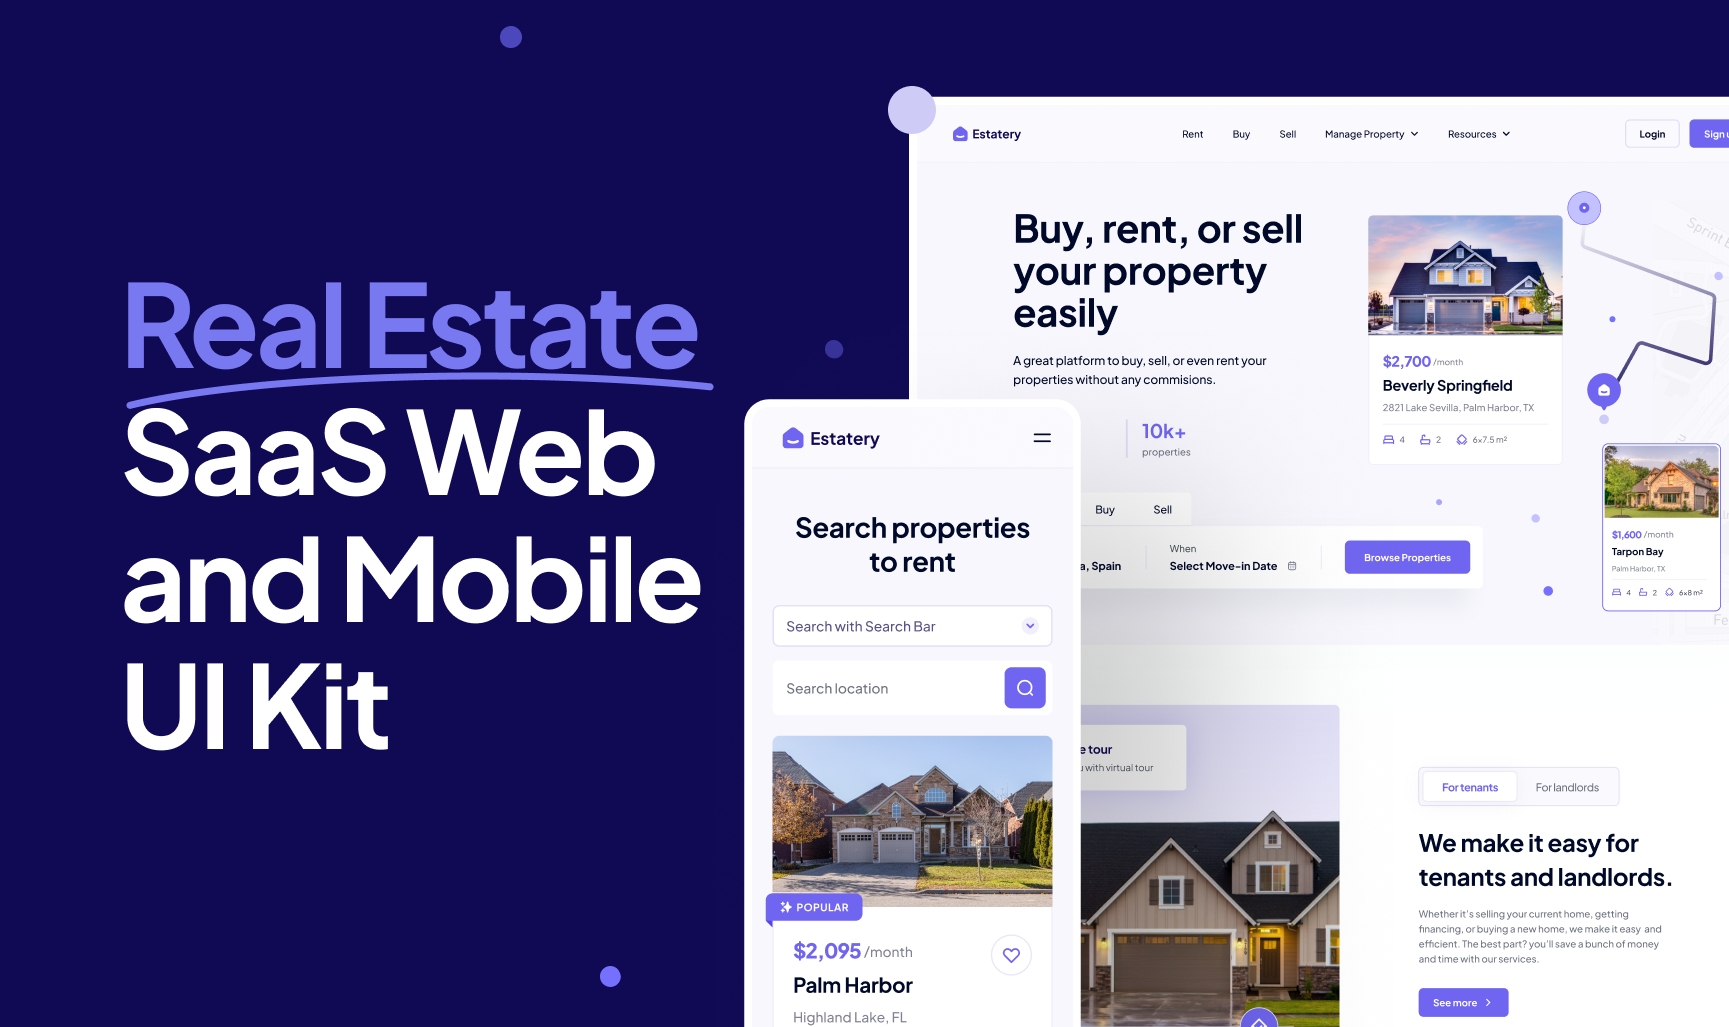 Real Estate
SaaS Web
and Mobile
UI Kit
Estatery
Rent
Buy
Sell
Manage Property
Resources
Login
Sign
Buy, rent, or sell
your property
easily
A great platform to buy, sell, or even rent your
properties without any commisions.
10k+
properties
Buy
Sell
When
a, Spain
Select Move-in Date
Browse Properties
$2,700 /month
Beverly Springfield
2821 Lake Sevilla, Palm Harbor, TX
4
2
6x7.5 m²
Sprint
$1,600 /month
Tarpon Bay
Palm Harbor, TX
4
2
6x8 m²
Fe
Estatery
Search properties
to rent
Search with Search Bar
Search location
POPULAR
$2,095 /month
Palm Harbor
Highland Lake, FL
e tour
u with virtual tour
For tenants
For landlords
We make it easy for
tenants and landlords.
Whether it's selling your current home, getting
financing, or buying a new home, we make it easy and
efficient. The best part? you'll save a bunch of money
and time with our services.
See more